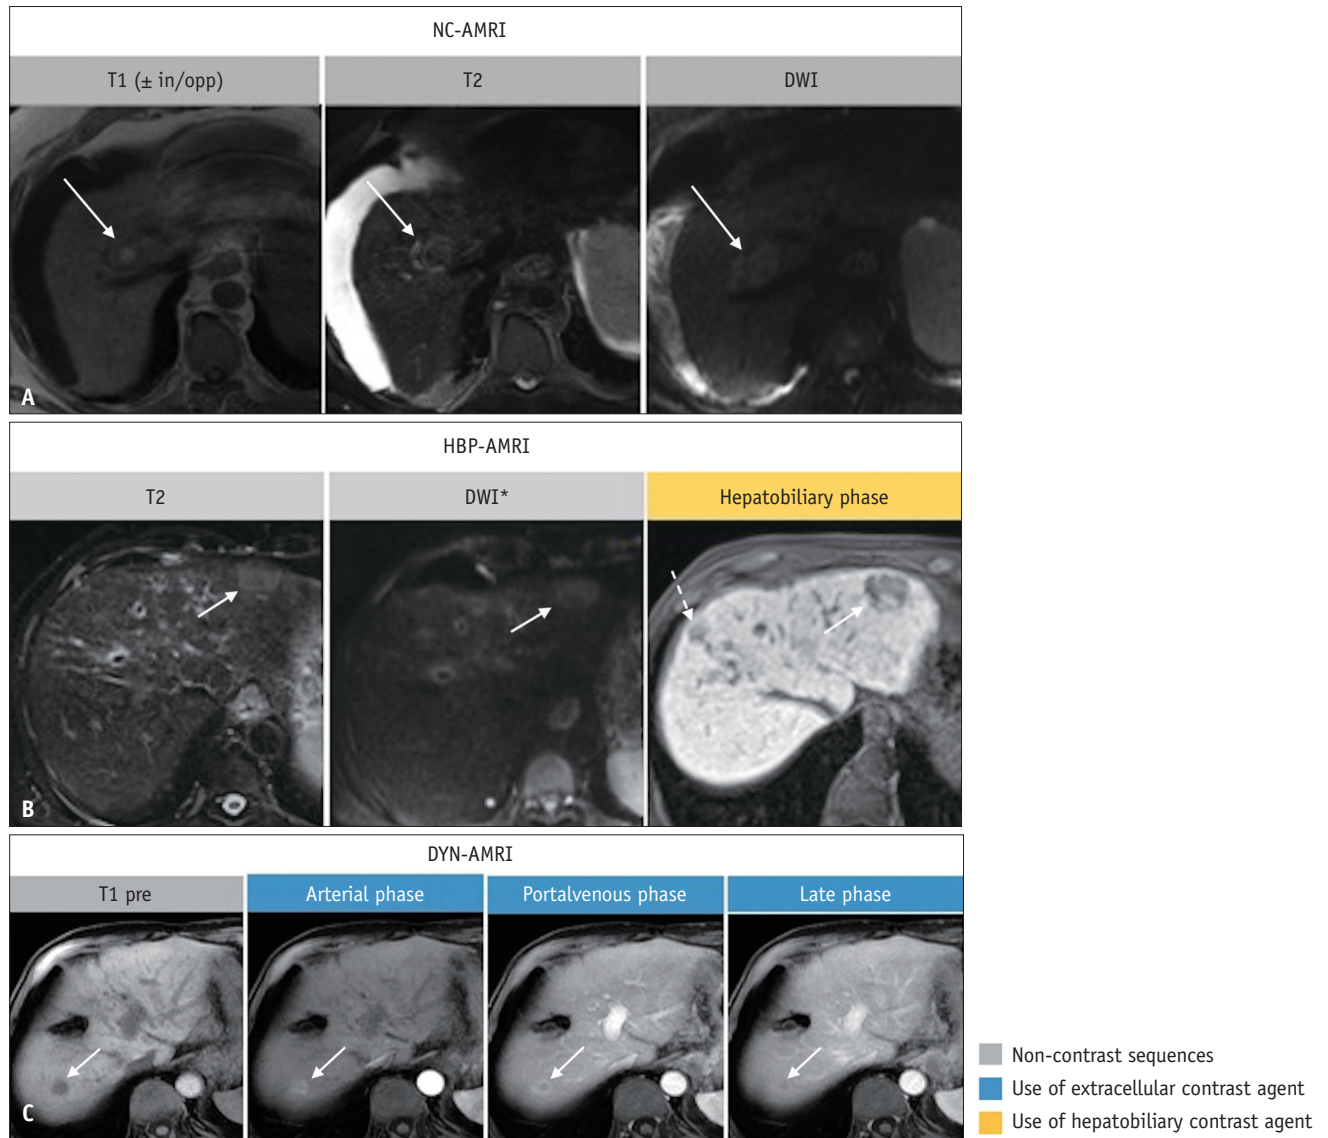 NC-AMRI
T1 (± in/opp)
T2
DWI
A
HBP-AMRI
T2
DWI*
Hepatobiliary phase
B
DYN-AMRI
T1 pre
Arterial phase
Portalvenous phase
Late phase
C
Non-contrast sequences
Use of extracellular contrast agent
Use of hepatobiliary contrast agent